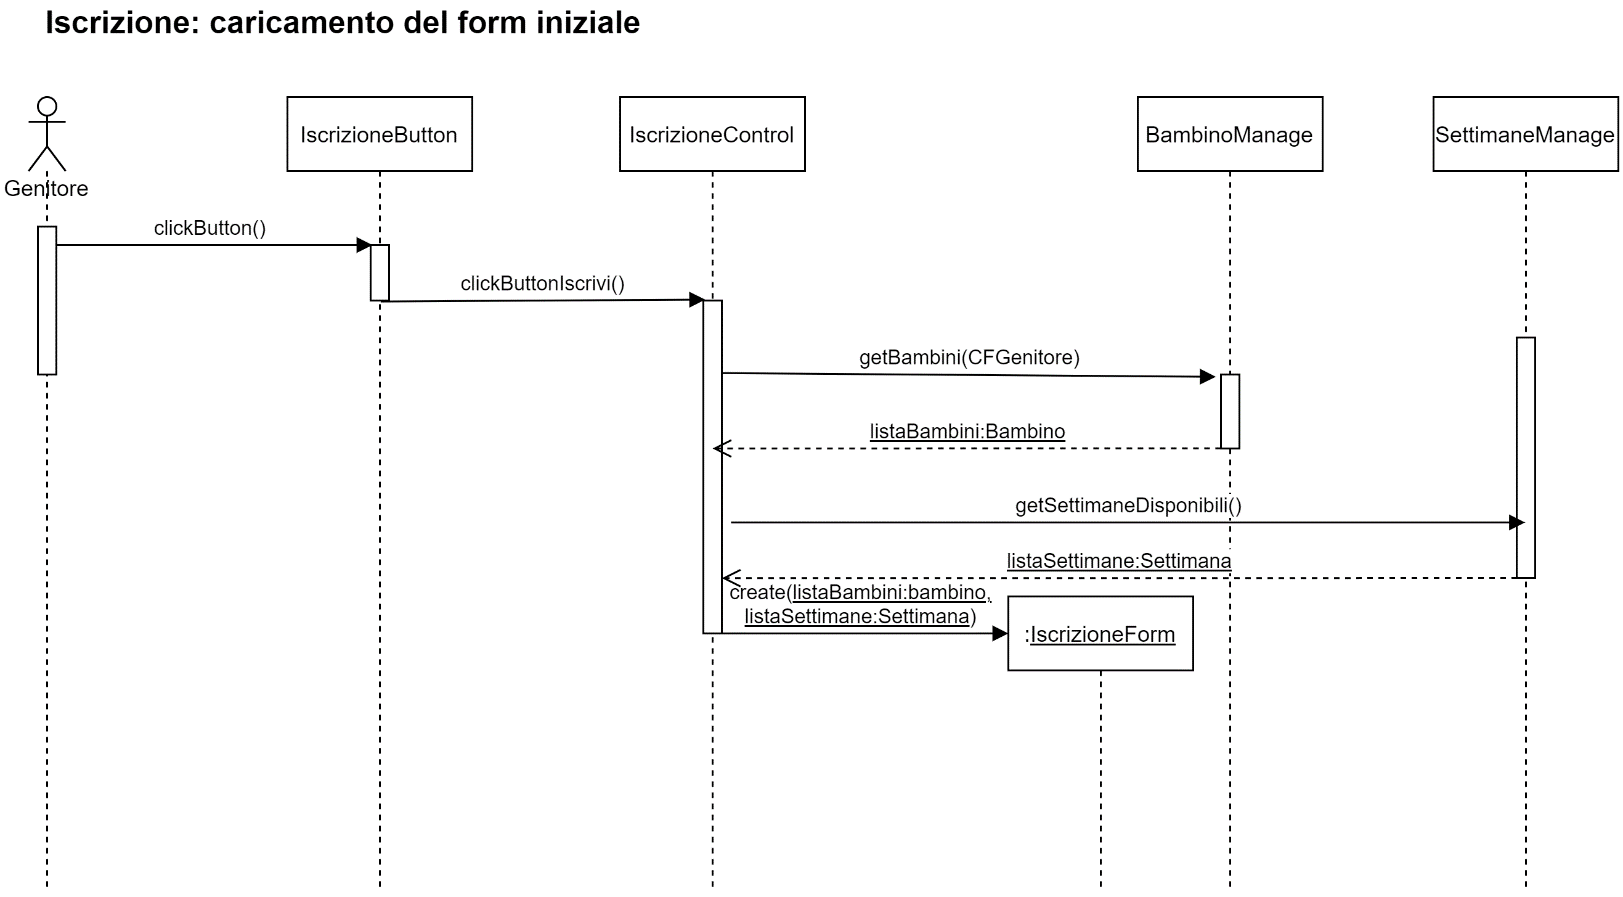 Iscrizione: caricamento del form iniziale
Genitore
IscrizioneButton
IscrizioneControl
BambinoManage
SettimaneManage
clickButton()
clickButtonIscrivi()
getBambini(CFGenitore)
listaBambini:Bambino
getSettimaneDisponibili()
listaSettimane:Settimana
create(listaBambini:bambino,
listaSettimane:Settimana)
:IscrizioneForm